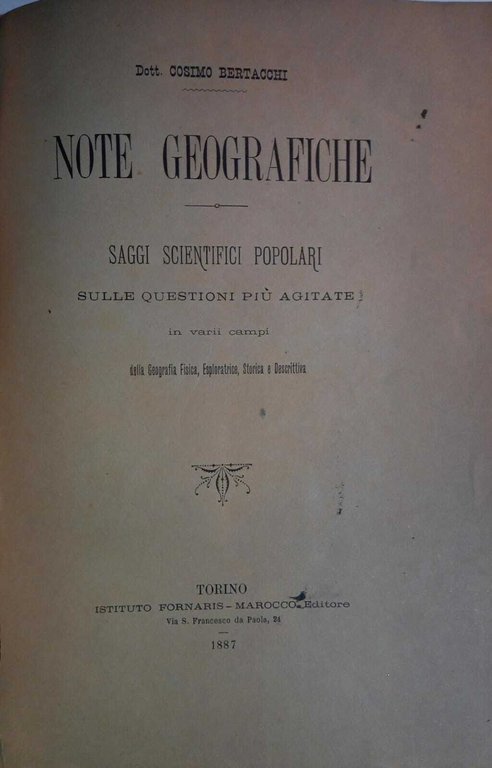 Dott. COSIMO BERTACCHI
NOTE GEOGRAFICHE
SAGGI SCIENTIFICI POPOLARI
SULLE QUESTIONI PIÙ AGITATE
in varii campi
della Geografia Fisica, Esploratrice, Storica e Descrittiva
TORINO
ISTITUTO FORNARIS-MAROCCO Editore
Via S. Francesco da Paola, 24
1887